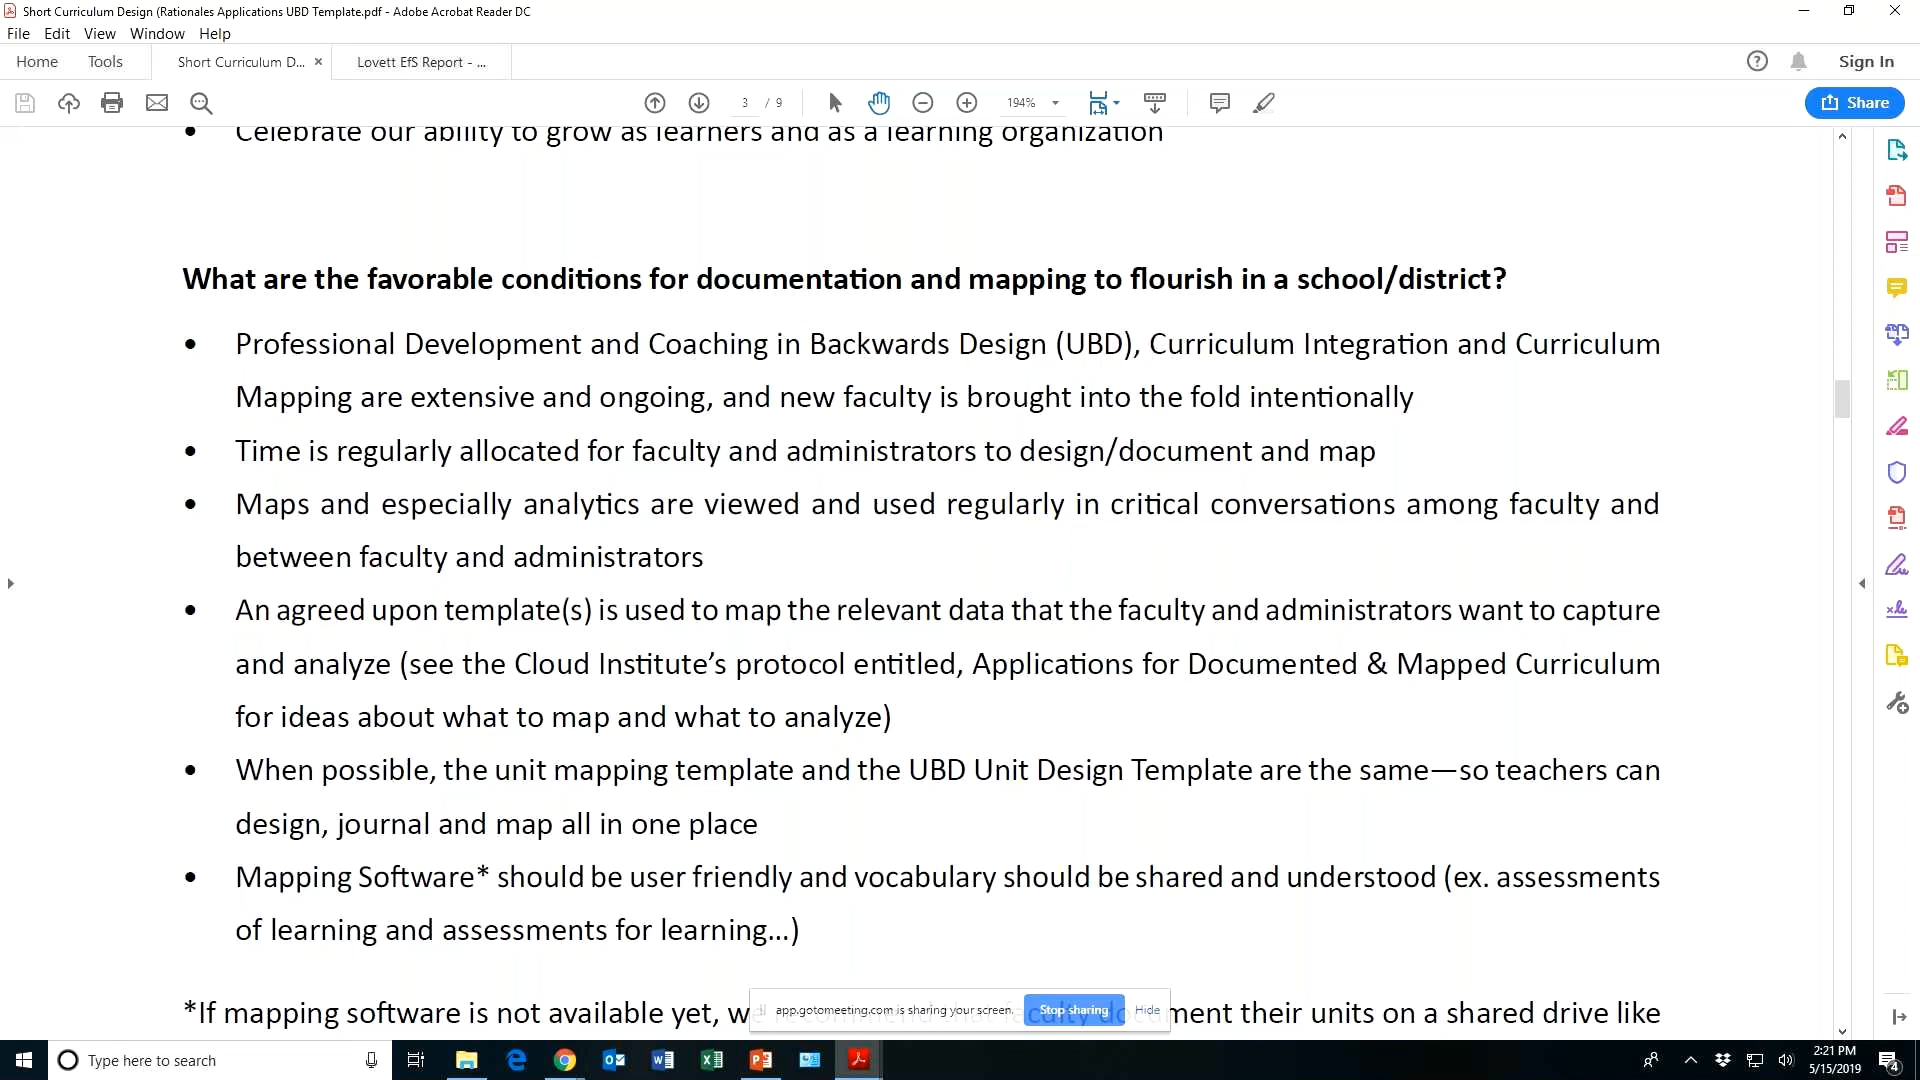 Short Curriculum Design (Rationales Applications UBD Template.pdf - Adobe Acrobat Reader DC
File Edit View Window Help
Home Tools Short Curriculum D... × Lovett EfS Report - ... Sign In
3 / 9 194% Share
• Celebrate our ability to grow as learners and as a learning organization
What are the favorable conditions for documentation and mapping to flourish in a school/district?
• Professional Development and Coaching in Backwards Design (UBD), Curriculum Integration and Curriculum
Mapping are extensive and ongoing, and new faculty is brought into the fold intentionally
• Time is regularly allocated for faculty and administrators to design/document and map
• Maps and especially analytics are viewed and used regularly in critical conversations among faculty and
between faculty and administrators
• An agreed upon template(s) is used to map the relevant data that the faculty and administrators want to capture
and analyze (see the Cloud Institute’s protocol entitled, Applications for Documented & Mapped Curriculum
for ideas about what to map and what to analyze)
• When possible, the unit mapping template and the UBD Unit Design Template are the same—so teachers can
design, journal and map all in one place
• Mapping Software* should be user friendly and vocabulary should be shared and understood (ex. assessments
of learning and assessments for learning...)
*If mapping software is not available yet, we recommend that faculty document their units on a shared drive like
app.gotomeeting.com is sharing your screen. Stop sharing Hide
Type here to search
2:21 PM
5/15/2019
4